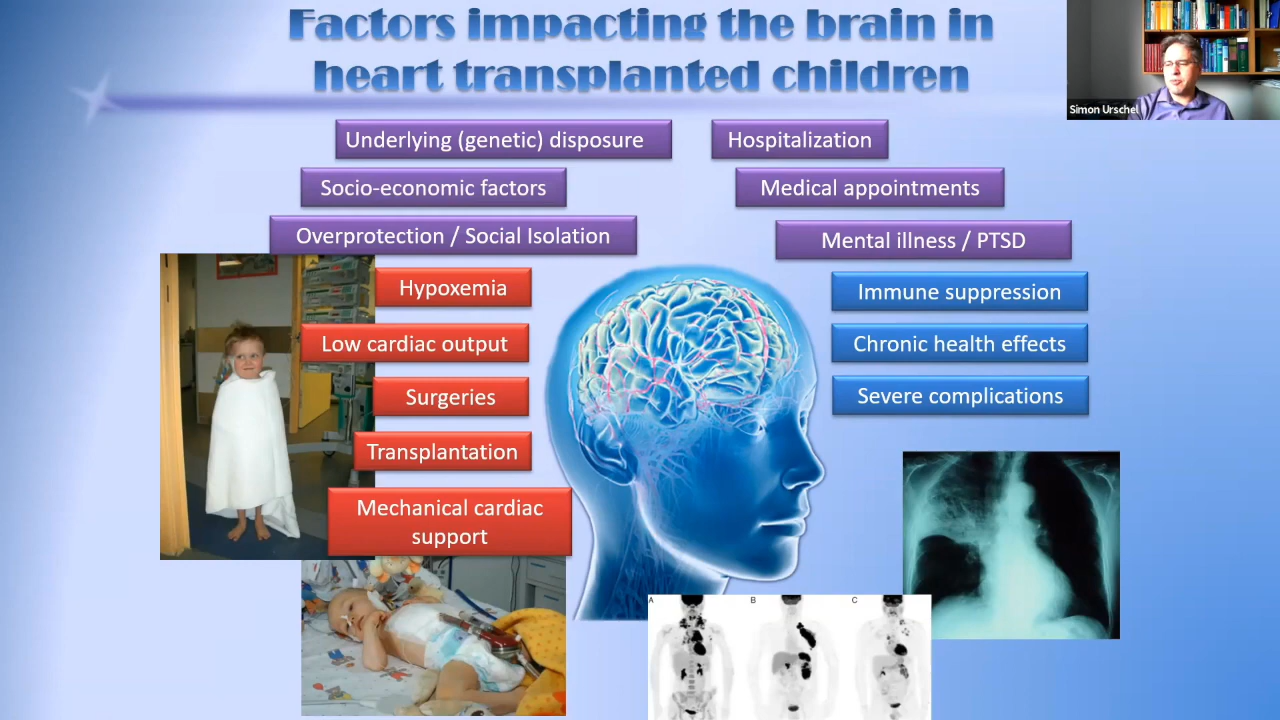 Factors impacting the brain in
heart transplanted children
Simon Urschel
Underlying (genetic) disposure
Hospitalization
Socio-economic factors
Medical appointments
Overprotection / Social Isolation
Mental illness / PTSD
Hypoxemia
Immune suppression
Low cardiac output
Chronic health effects
Surgeries
Severe complications
Transplantation
Mechanical cardiac
support
A
B
C